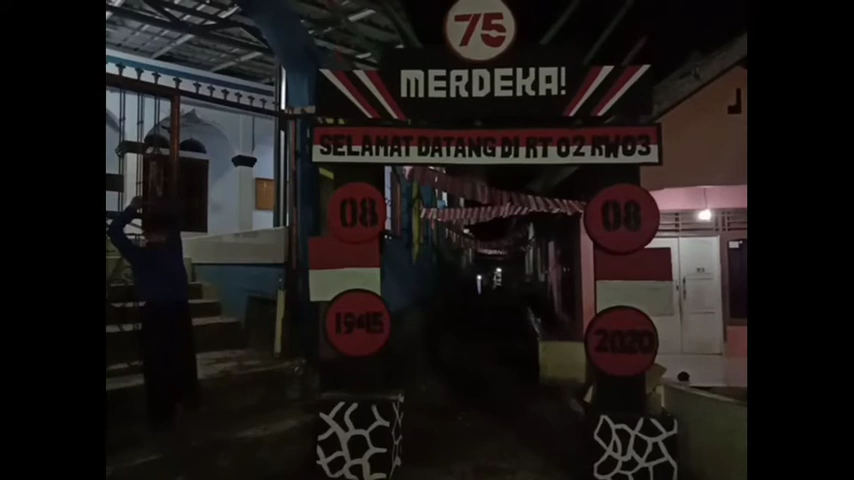 75
MERDEKA!
SELAMAT DATANG DI RT 02 RW03
08
08
1945
2020